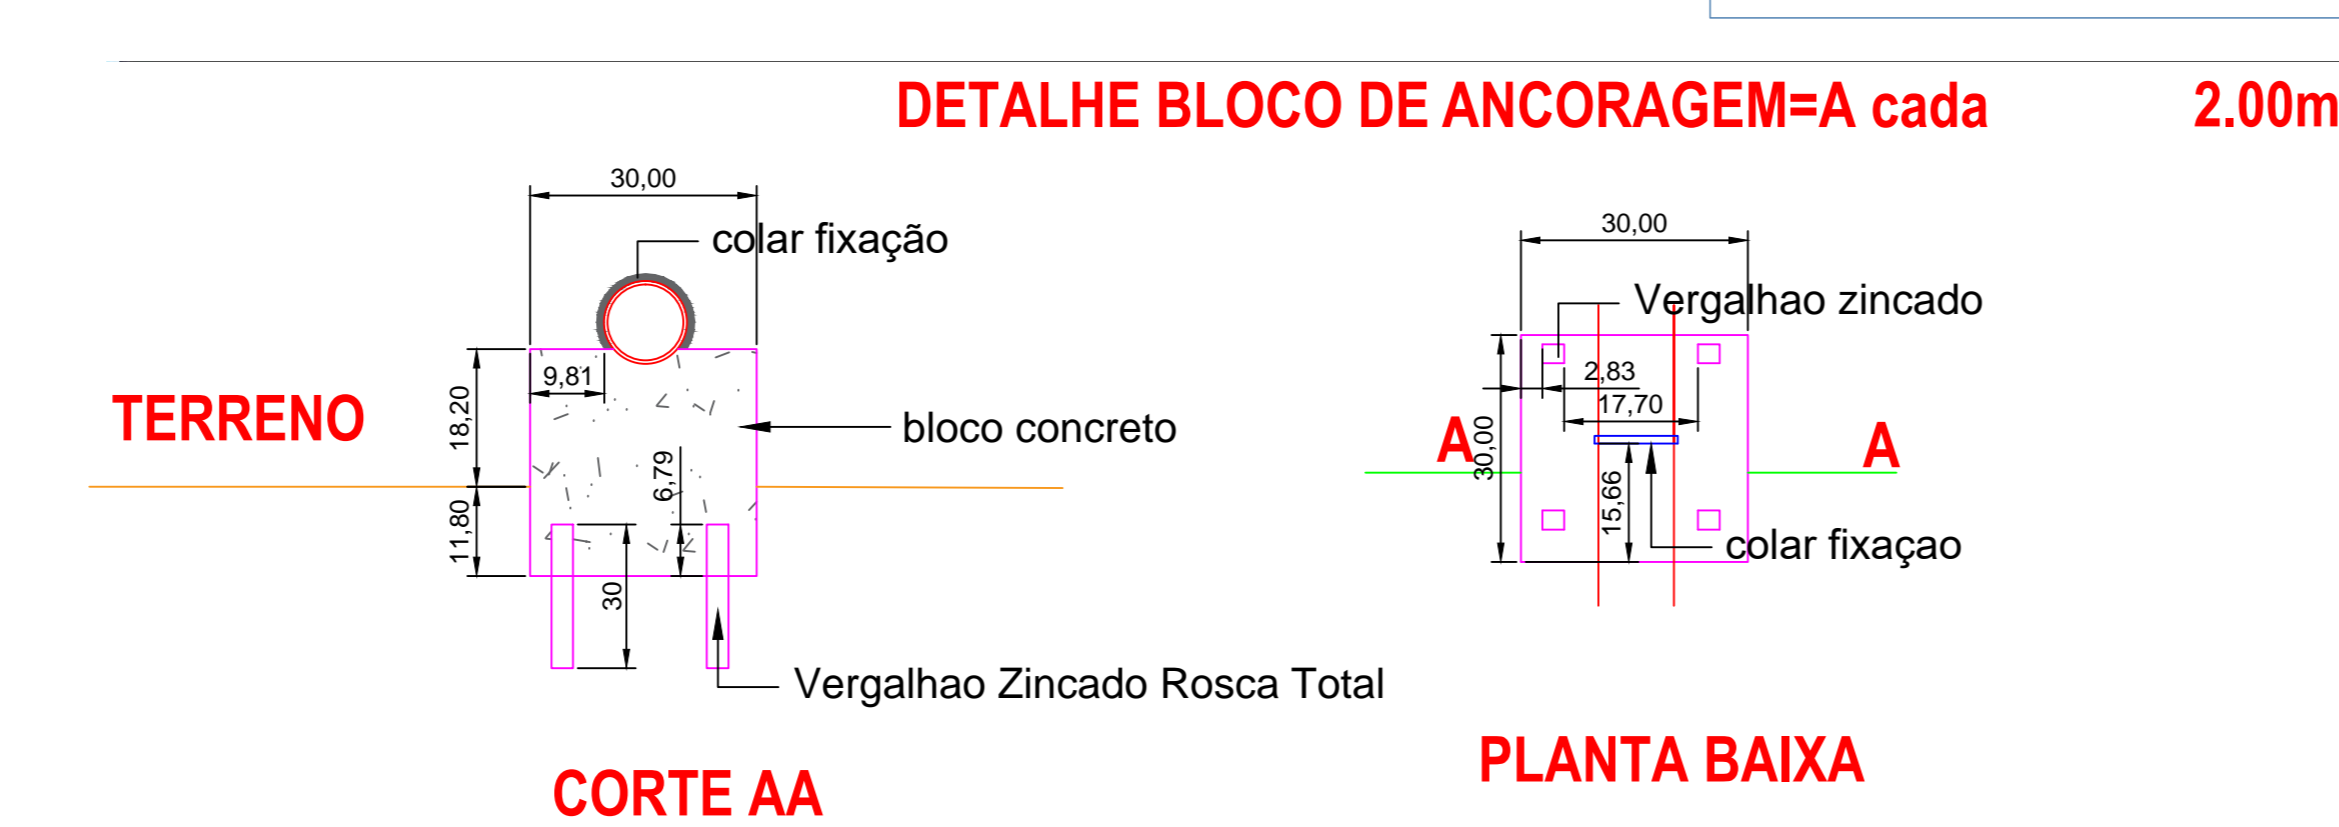 DETALHE BLOCO DE ANCORAGEM=A cada 2.00m
30,00
colar fixação
9,81
18,20
TERRENO
bloco concreto
6,79
11,80
30
Vergalhao Zincado Rosca Total
CORTE AA
30,00
Vergalhao zincado
2,83
17,70
A
30,00
A
15,66
colar fixaçao
PLANTA BAIXA